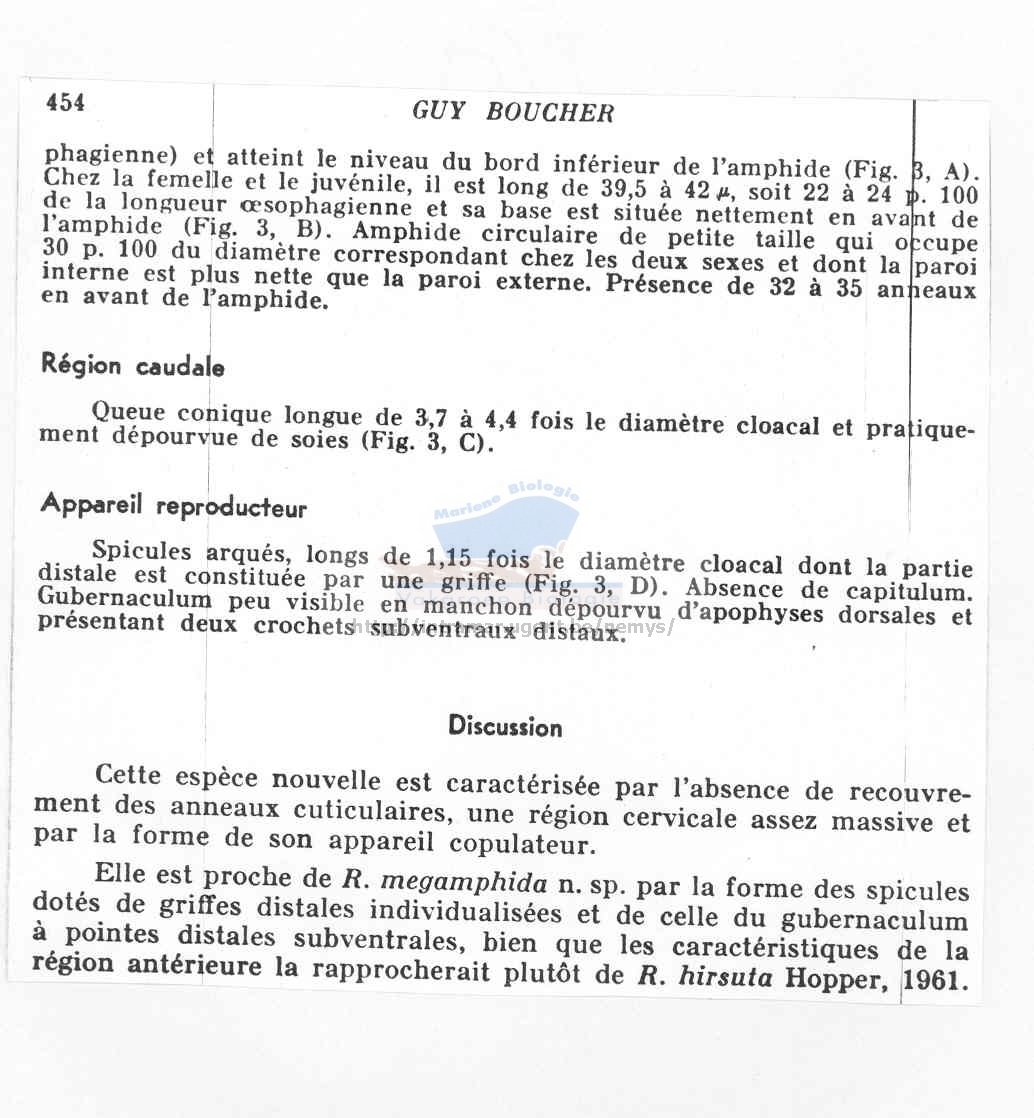 454
GUY BOUCHER
phagienne) et atteint le niveau du bord inférieur de l'amphide (Fig. 3, A).
Chez la femelle et le juvénile, il est long de 39,5 à 42 μ, soit 22 à 24 p. 100
de la longueur œsophagienne et sa base est située nettement en avant de
l'amphide (Fig. 3, B). Amphide circulaire de petite taille qui occupe
30 p. 100 du diamètre correspondant chez les deux sexes et dont la paroi
interne est plus nette que la paroi externe. Présence de 32 à 35 anneaux
en avant de l'amphide.
Région caudale
Queue conique longue de 3,7 à 4,4 fois le diamètre cloacal et pratique-
ment dépourvue de soies (Fig. 3, C).
Appareil reproducteur
Marlene Biologie
Spicules arqués, longs de 1,15 fois le diamètre cloacal dont la partie
distale est constituée par une griffe (Fig. 3, D). Absence de capitulum.
Gubernaculum peu visible en manchon dépourvu d'apophyses dorsales et
présentant deux crochets subventraux distaux.
Discussion
Cette espèce nouvelle est caractérisée par l'absence de recouvre-
ment des anneaux cuticulaires, une région cervicale assez massive et
par la forme de son appareil copulateur.
Elle est proche de R. megamphida n. sp. par la forme des spicules
dotés de griffes distales individualisées et de celle du gubernaculum
à pointes distales subventrales, bien que les caractéristiques de la
région antérieure la rapprocherait plutôt de R. hirsuta Hopper, 1961.